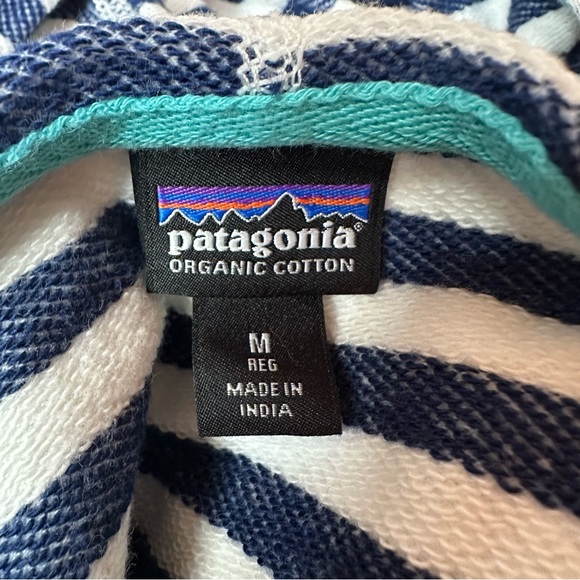 patagonia®
ORGANIC COTTON
M
REG
MADE IN
INDIA